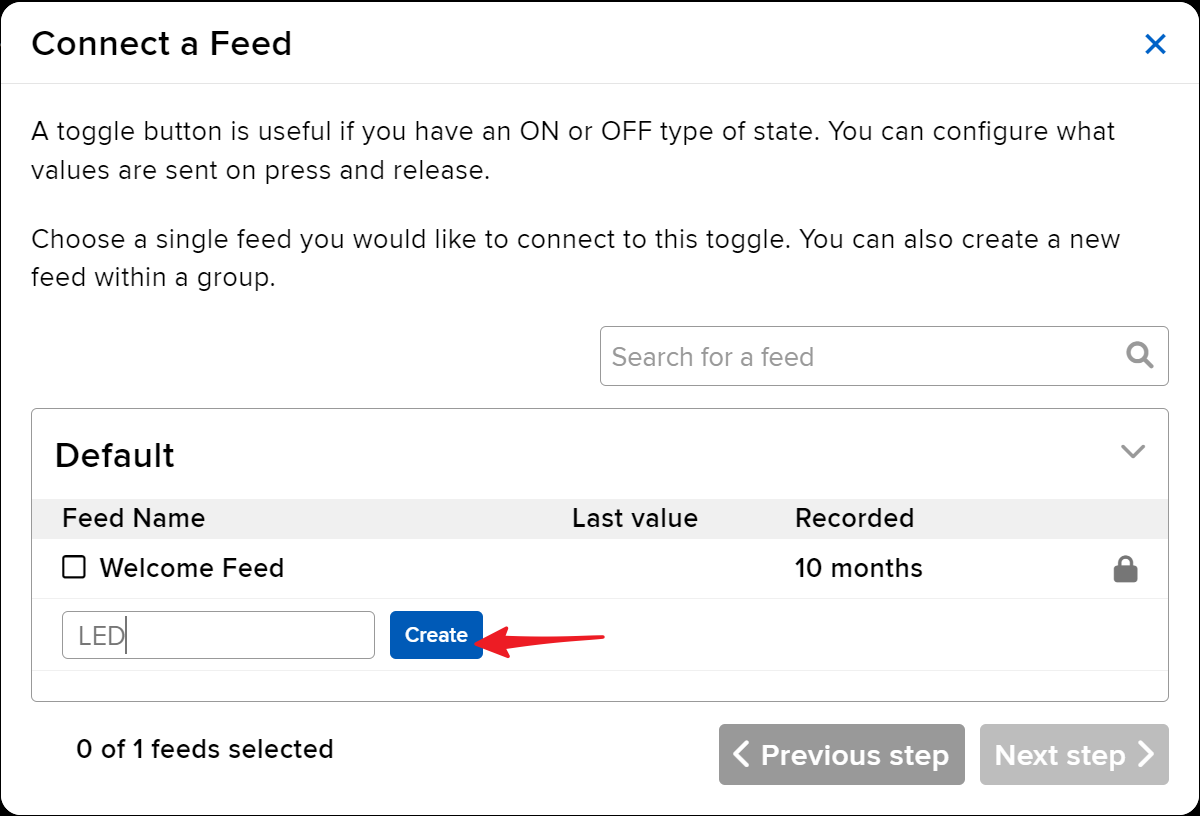 Connect a Feed
A toggle button is useful if you have an ON or OFF type of state. You can configure what
values are sent on press and release.
Choose a single feed you would like to connect to this toggle. You can also create a new
feed within a group.
Search for a feed
Default
Feed Name Last value Recorded
Welcome Feed 10 months
LED Create
0 of 1 feeds selected Previous step Next step